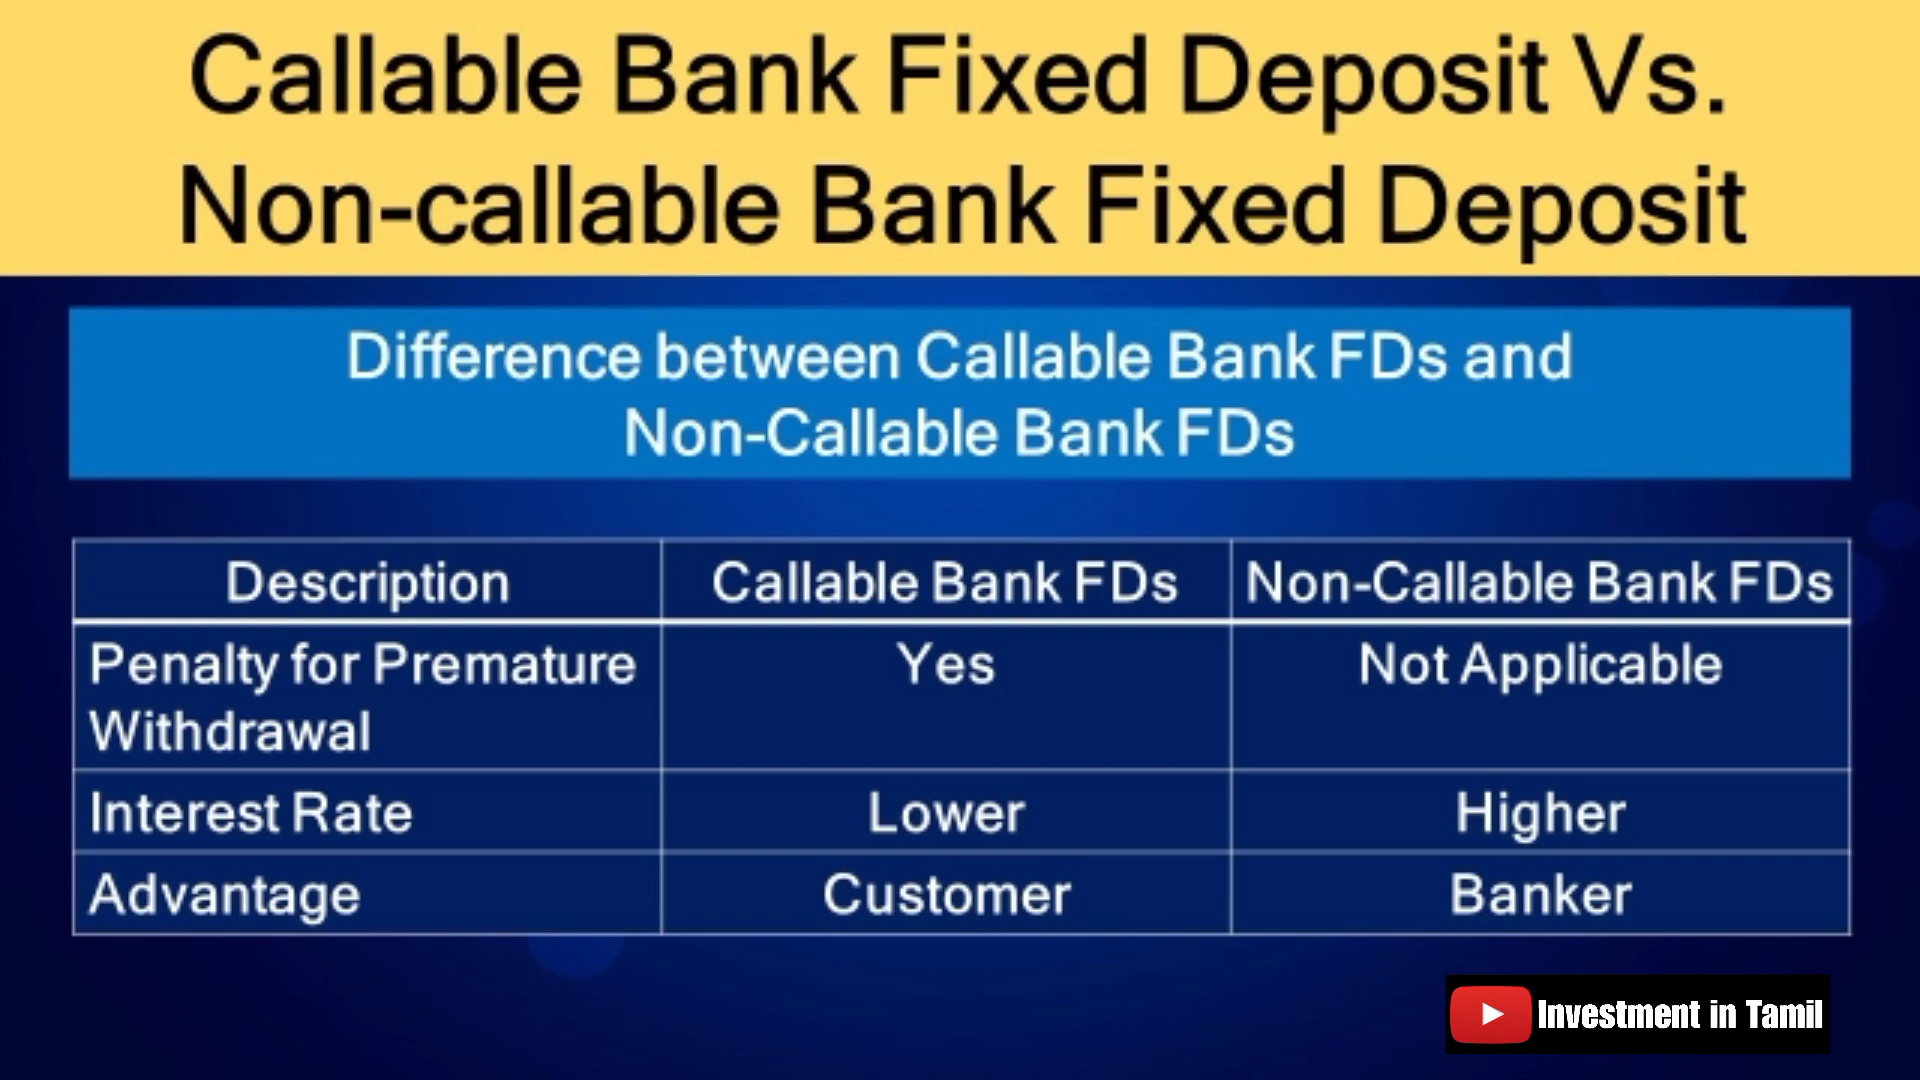 Callable Bank Fixed Deposit Vs.
Non-callable Bank Fixed Deposit
Difference between Callable Bank FDs and
Non-Callable Bank FDs
Description Callable Bank FDs Non-Callable Bank FDs
Penalty for Premature Yes Not Applicable
Withdrawal
Interest Rate Lower Higher
Advantage Customer Banker
Investment in Tamil